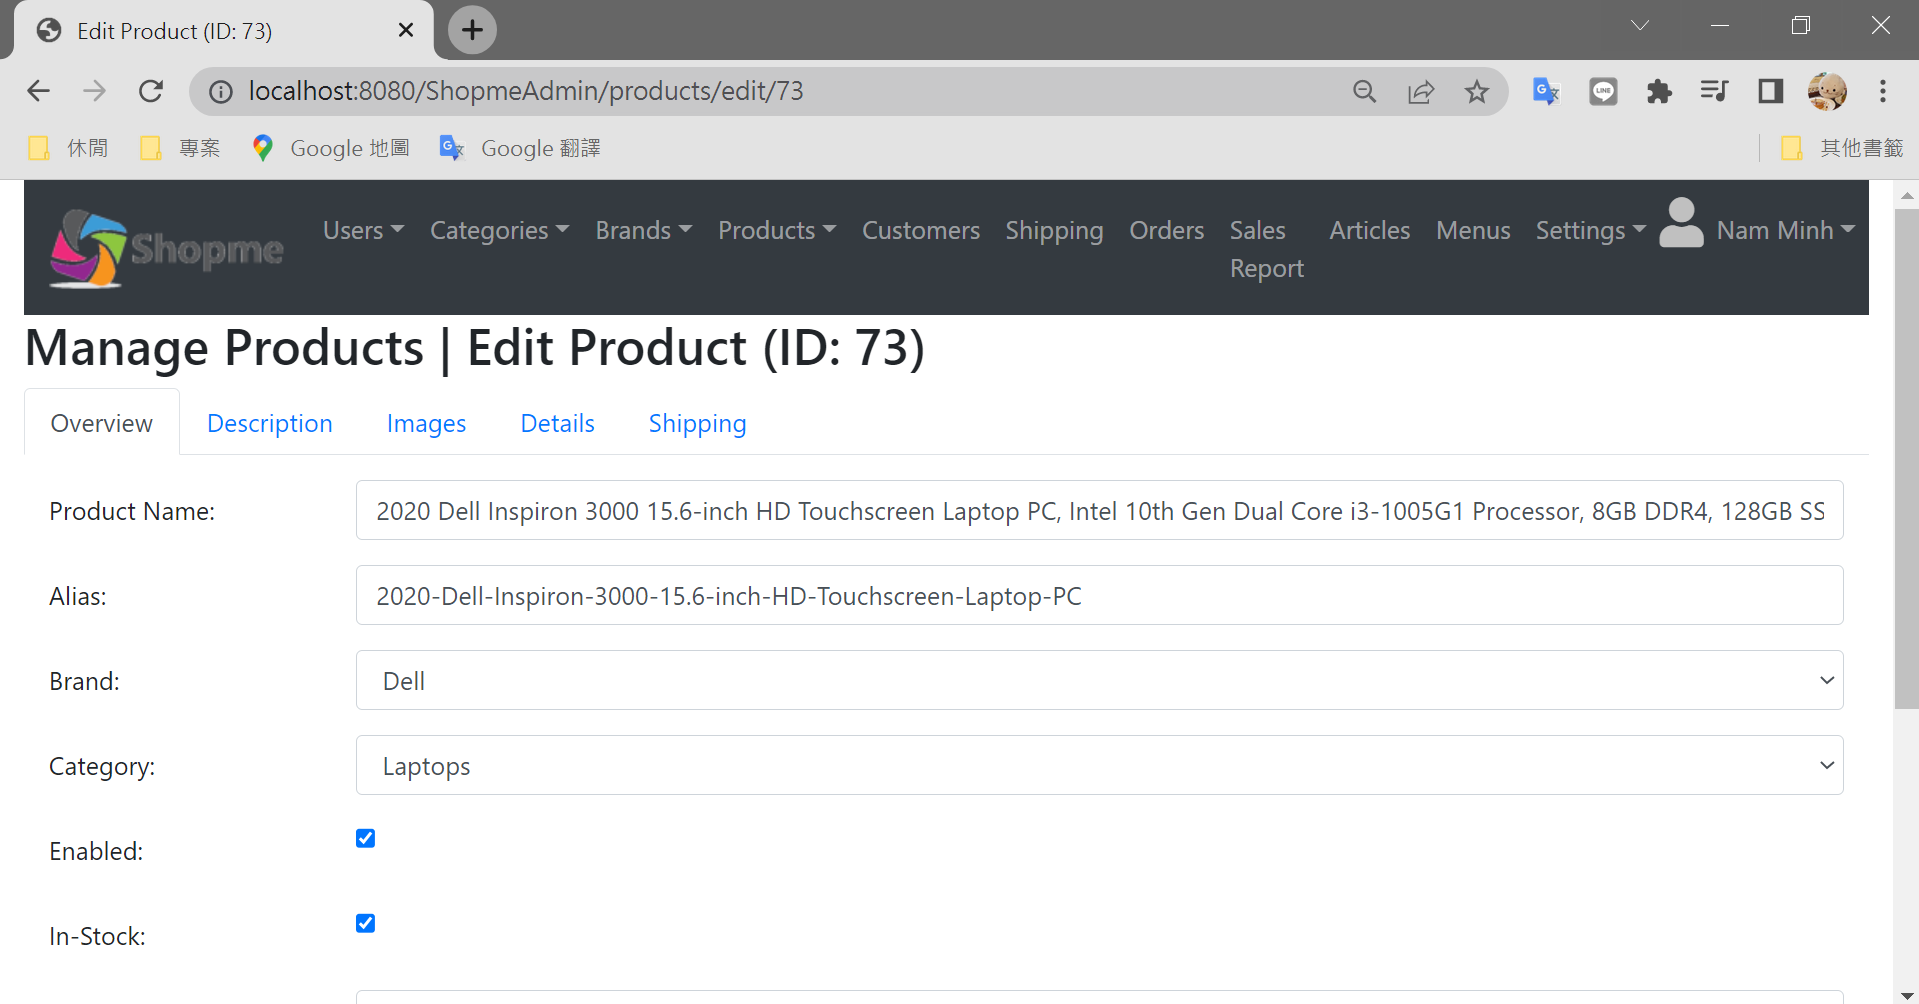 Edit Product (ID: 73)
localhost:8080/ShopmeAdmin/products/edit/73
LINE
休閒 專案 Google 地圖 Google 翻譯 其他書籤
Shopme Users Categories Brands Products Customers Shipping Orders Sales Report Articles Menus Settings Nam Minh
Manage Products | Edit Product (ID: 73)
Overview Description Images Details Shipping
Product Name: 2020 Dell Inspiron 3000 15.6-inch HD Touchscreen Laptop PC, Intel 10th Gen Dual Core i3-1005G1 Processor, 8GB DDR4, 128GB SS
Alias: 2020-Dell-Inspiron-3000-15.6-inch-HD-Touchscreen-Laptop-PC
Brand: Dell
Category: Laptops
Enabled:
In-Stock: